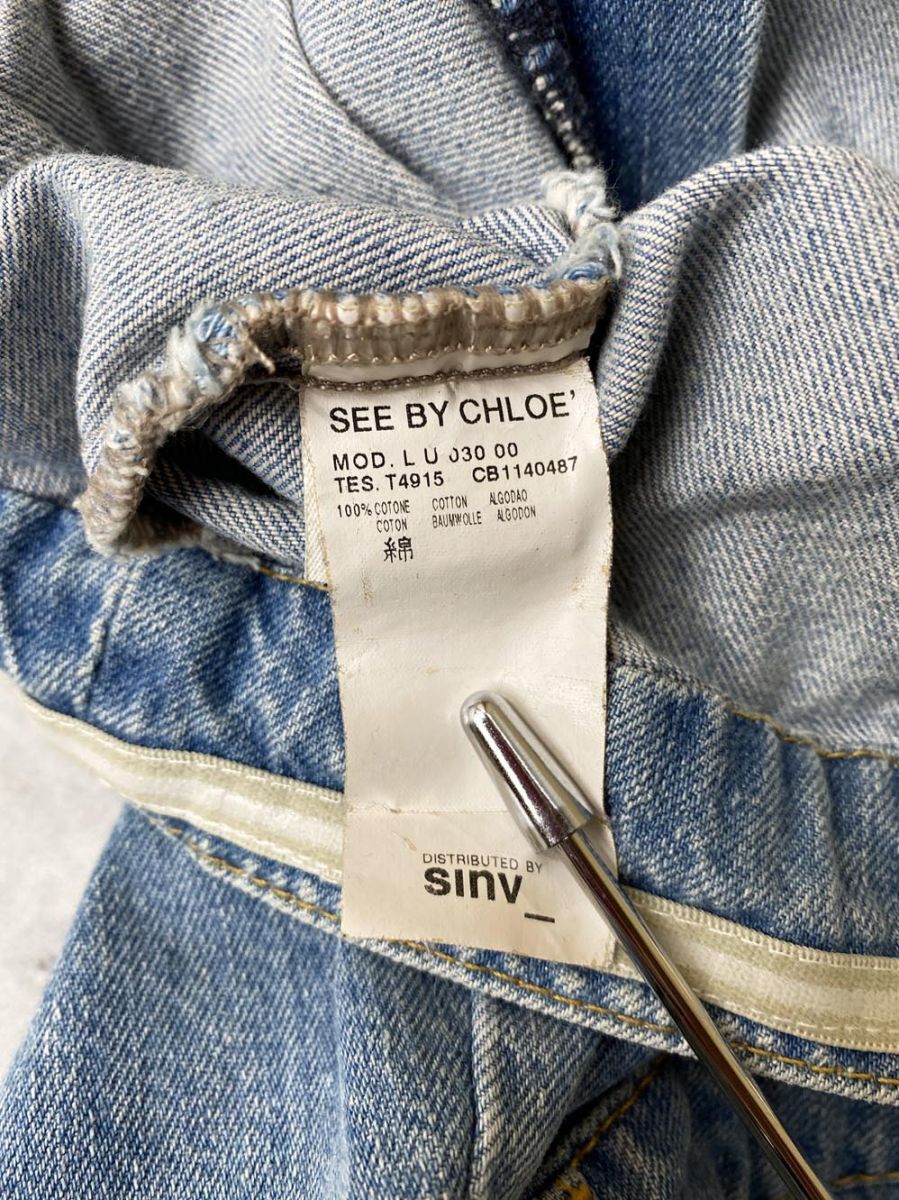 SEE BY CHLOE'
MOD. L U 030 00
TES. T4915 CB1140487
100% COTONE COTTON ALGODAO
COTON BAUMWOLLE ALGODON
綿
DISTRIBUTED BY
sinv_